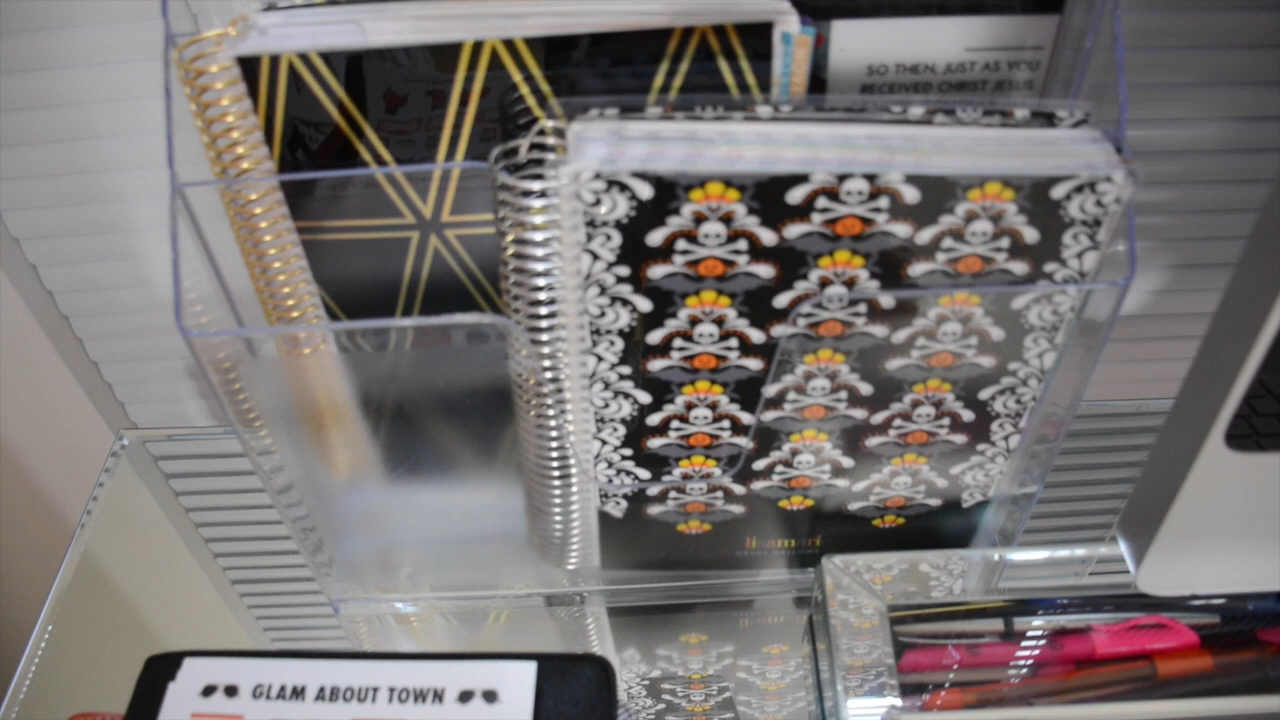 SO THEN, JUST AS YOU
RECEIVED CHRIST JESUS
GLAM ABOUT TOWN